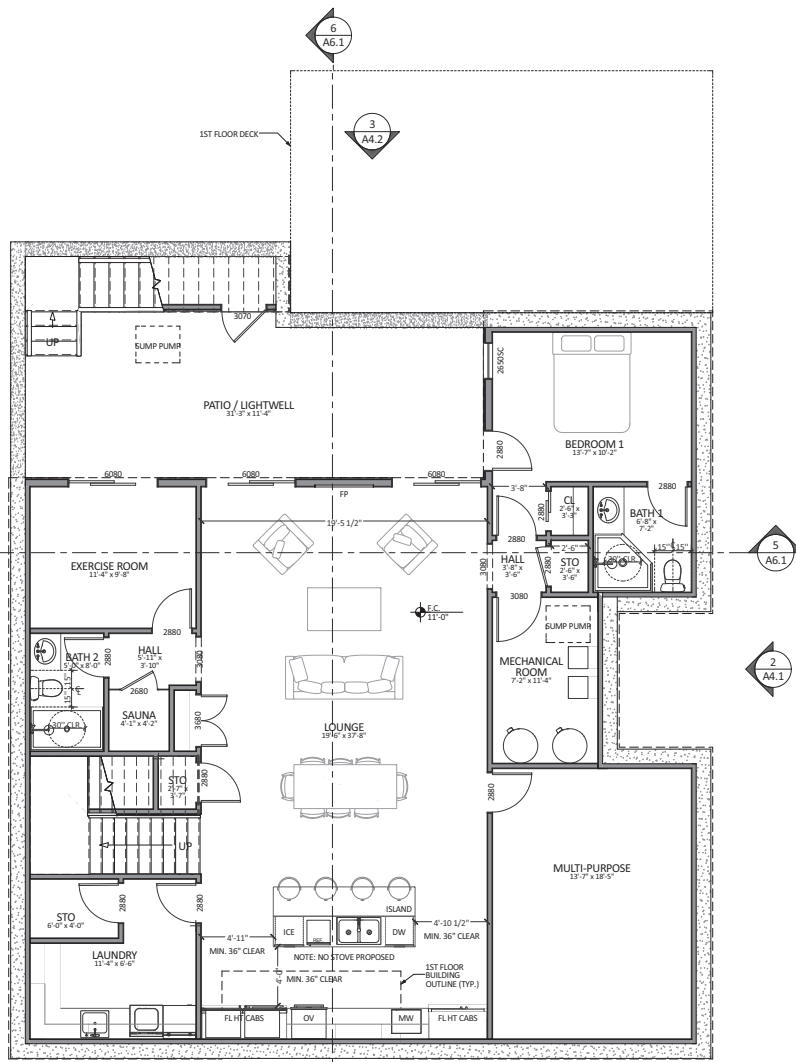 6
A6.1
1ST FLOOR DECK
3
A4.2
3070
UP
SUMP PUMP
2650SC
PATIO / LIGHTWELL
31'-3" x 11'-4"
BEDROOM 1
13'-7" x 10'-2"
2880
6080
6080
6080
FP
3'-8"
2880
CL
2'-6" x
3'-3"
2880
BATH 1
6'-8" x
7'-2"
19'-5 1/2"
2880
15" 15"
30" CLR
5
A6.1
EXERCISE ROOM
11'-4" x 9'-8"
HALL
3'-8" x
3'-6"
2'-6"
STO
2'-6" x
3'-6"
2880
3080
3080
F.C.
11'-0"
SUMP PUMP
2880
BATH 2
5'-0" x 8'-0"
2880
HALL
5'-11" x
3'-10"
3080
MECHANICAL
ROOM
7'-2" x 11'-4"
2
A4.1
15" 15"
2680
SAUNA
4'-1" x 4'-2"
30" CLR
3680
LOUNGE
19'-6" x 37'-8"
STO
2'-7" x
3'-7"
2880
2880
UP
MULTI-PURPOSE
13'-7" x 18'-5"
STO
6'-0" x 4'-0"
2880
2880
ISLAND
ICE
REF
DW
4'-11"
MIN. 36" CLEAR
4'-10 1/2"
MIN. 36" CLEAR
NOTE: NO STOVE PROPOSED
LAUNDRY
11'-4" x 6'-6"
4'-0"
MIN. 36" CLEAR
1ST FLOOR
BUILDING
OUTLINE (TYP.)
FL HT CABS
OV
MW
FL HT CABS